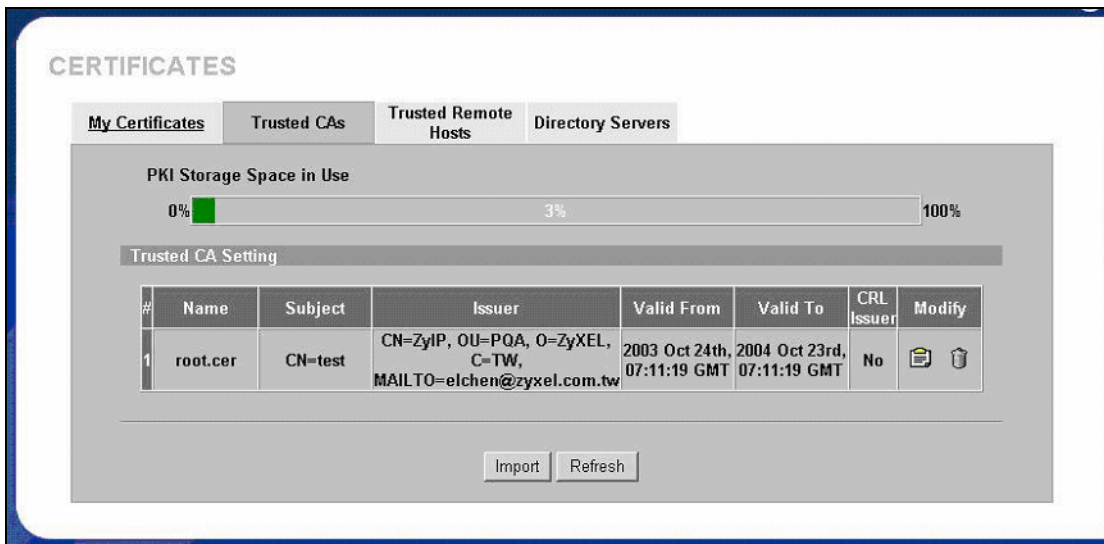 CERTIFICATES
My Certificates
Trusted CAs
Trusted Remote
Hosts
Directory Servers
PKI Storage Space in Use
0%
3%
100%
Trusted CA Setting
#
Name
Subject
Issuer
Valid From
Valid To
CRL
Issuer
Modify
1
root.cer
CN=test
CN=ZyIP, OU=PQA, O=ZyXEL,
C=TW,
MAILTO=elchen@zyxel.com.tw
2003 Oct 24th,
07:11:19 GMT
2004 Oct 23rd,
07:11:19 GMT
No
Import
Refresh